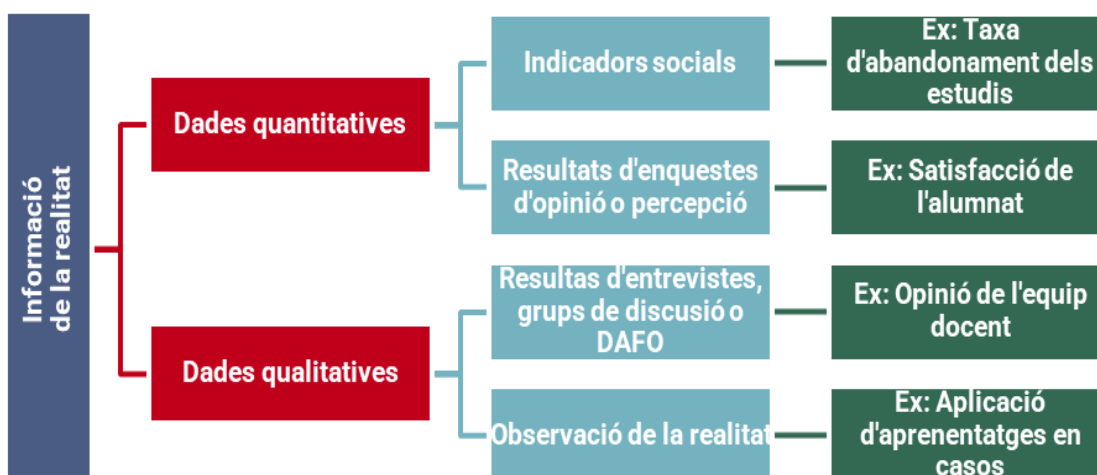 Informació
de la realitat
Dades quantitatives
Indicadors socials
Ex: Taxa
d'abandonament dels
estudis
Resultats d'enquestes
d'opinió o percepció
Ex: Satisfacció de
l'alumnat
Dades qualitatives
Resultas d'entrevistes,
grups de discusió o
DAFO
Ex: Opinió de l'equip
docent
Observació de la realitat
Ex: Aplicació
d'aprenentatges en
casos